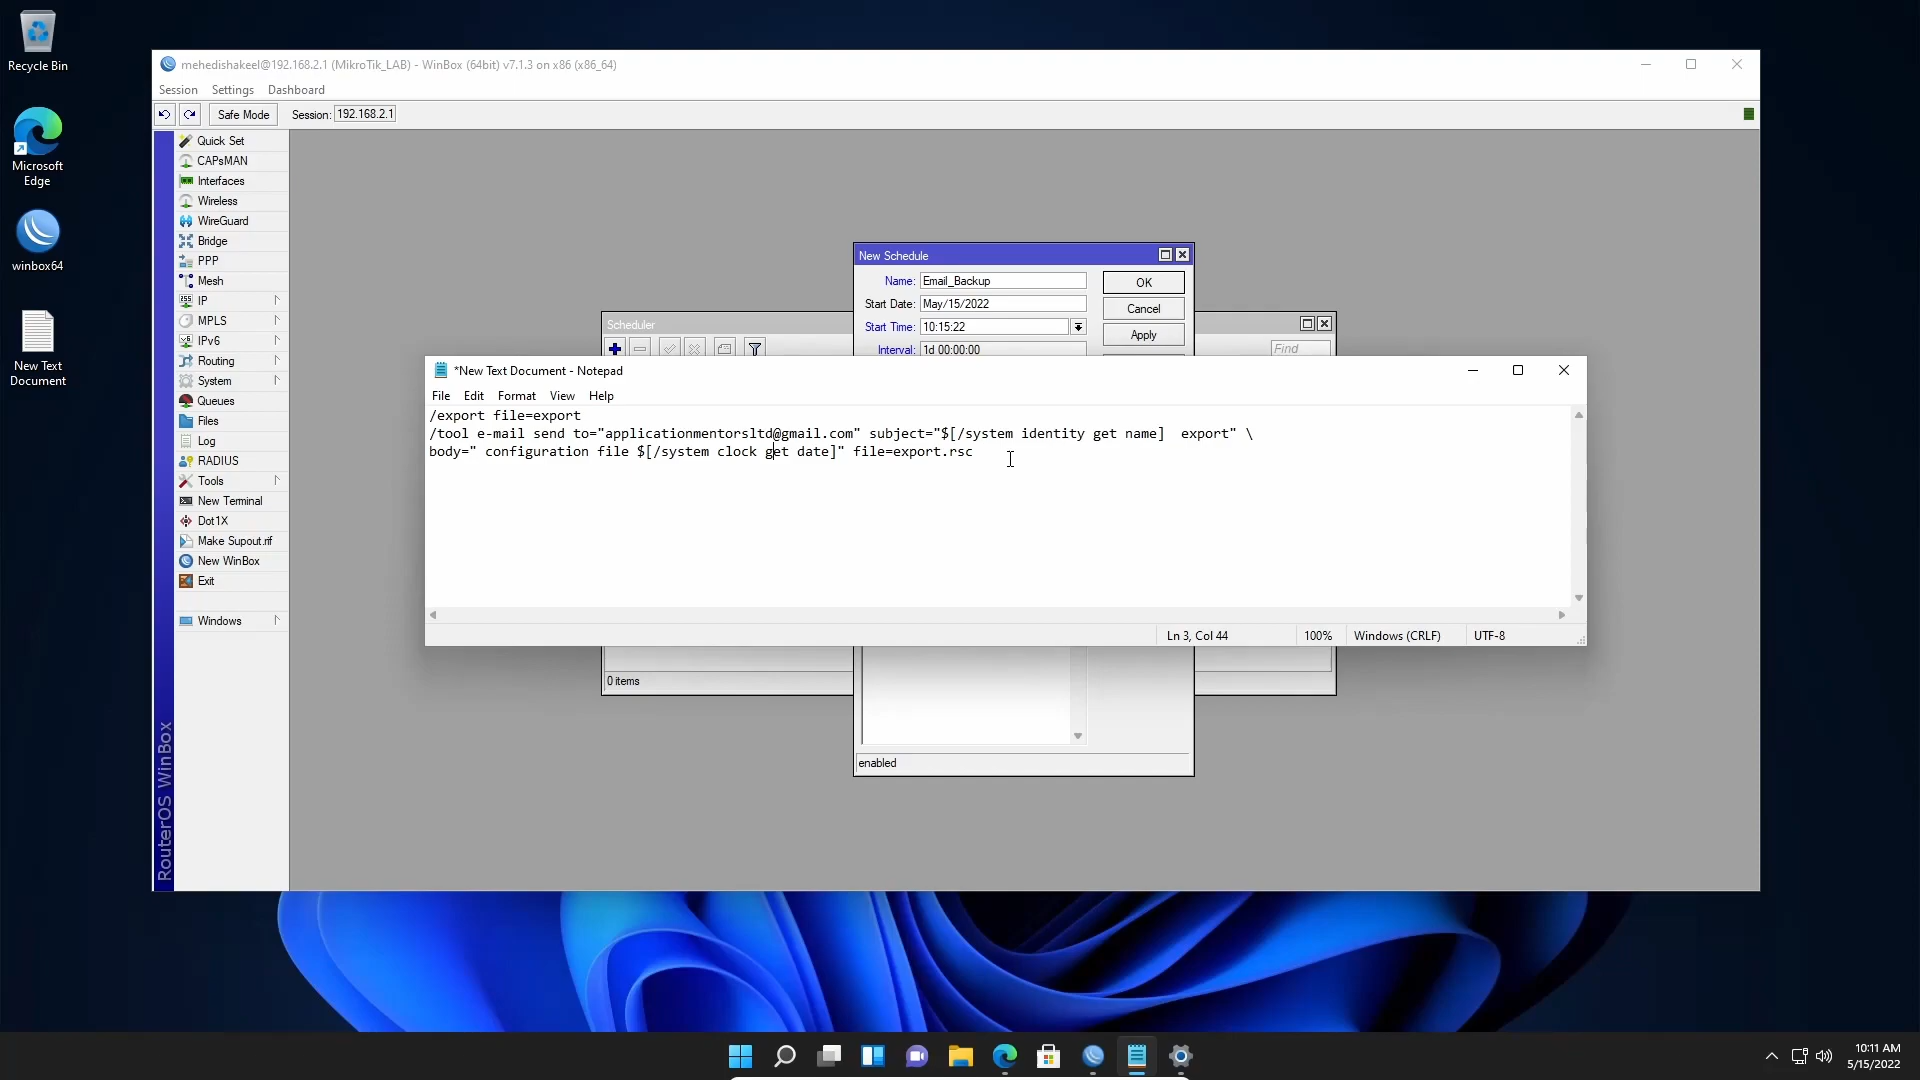 Recycle Bin
Microsoft
Edge
winbox64
New Text
Document
mehedishakeel@192.168.2.1 (MikroTik_LAB) - WinBox (64bit) v7.1.3 on x86 (x86_64)
Session Settings Dashboard
Safe Mode Session: 192.168.2.1
Quick Set
CAPsMAN
Interfaces
Wireless
WireGuard
Bridge
PPP
Mesh
IP
MPLS
IPv6
Routing
System
Queues
Files
Log
RADIUS
Tools
New Terminal
Dot1X
Make Supout.rif
New WinBox
Exit
Windows
RouterOS WinBox
Scheduler
Find
0 items
New Schedule
Name: Email_Backup
Start Date: May/15/2022
Start Time: 10:15:22
Interval: 1d 00:00:00
OK
Cancel
Apply
enabled
*New Text Document - Notepad
File Edit Format View Help
/export file=export
/tool e-mail send to="applicationmentorsltd@gmail.com" subject="$[/system identity get name]  export" \
body=" configuration file $[/system clock get date]" file=export.rsc
Ln 3, Col 44 100% Windows (CRLF) UTF-8
10:11 AM
5/15/2022